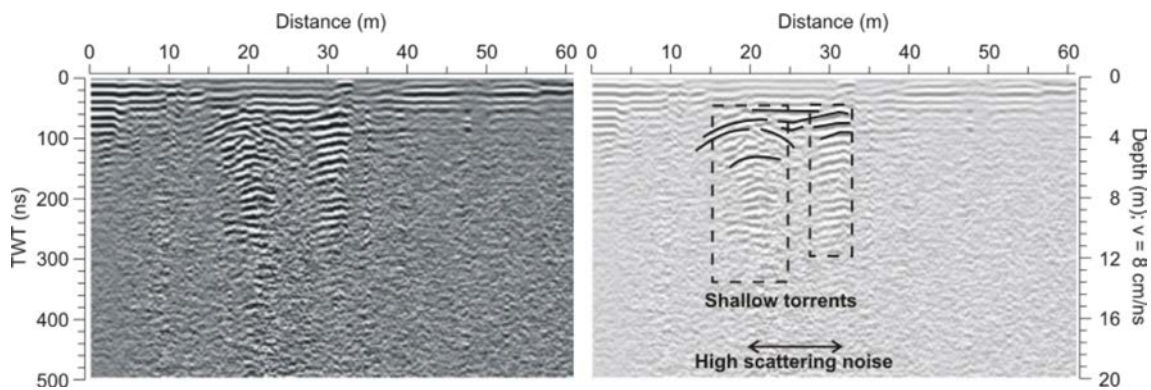 Distance (m)
0 10 20 30 40 50 60
TWT (ns)
0
100
200
300
400
500
Distance (m)
0 10 20 30 40 50 60
0
4
8
12
16
20
Depth (m); v = 8 cm/ns
Shallow torrents
High scattering noise